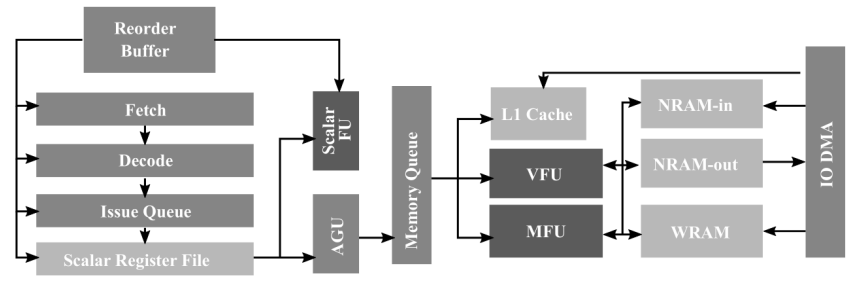 Reorder
Buffer
Fetch
Decode
Issue Queue
Scalar Register File
Scalar
FU
AGU
Memory Queue
L1 Cache
VFU
MFU
NRAM-in
NRAM-out
WRAM
IO DMA